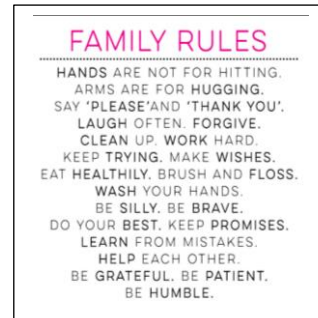 FAMILY RULES
HANDS ARE NOT FOR HITTING.
ARMS ARE FOR HUGGING.
SAY 'PLEASE'AND 'THANK YOU'.
LAUGH OFTEN. FORGIVE.
CLEAN UP. WORK HARD.
KEEP TRYING. MAKE WISHES.
EAT HEALTHILY. BRUSH AND FLOSS.
WASH YOUR HANDS.
BE SILLY. BE BRAVE.
DO YOUR BEST. KEEP PROMISES.
LEARN FROM MISTAKES.
HELP EACH OTHER.
BE GRATEFUL. BE PATIENT.
BE HUMBLE.